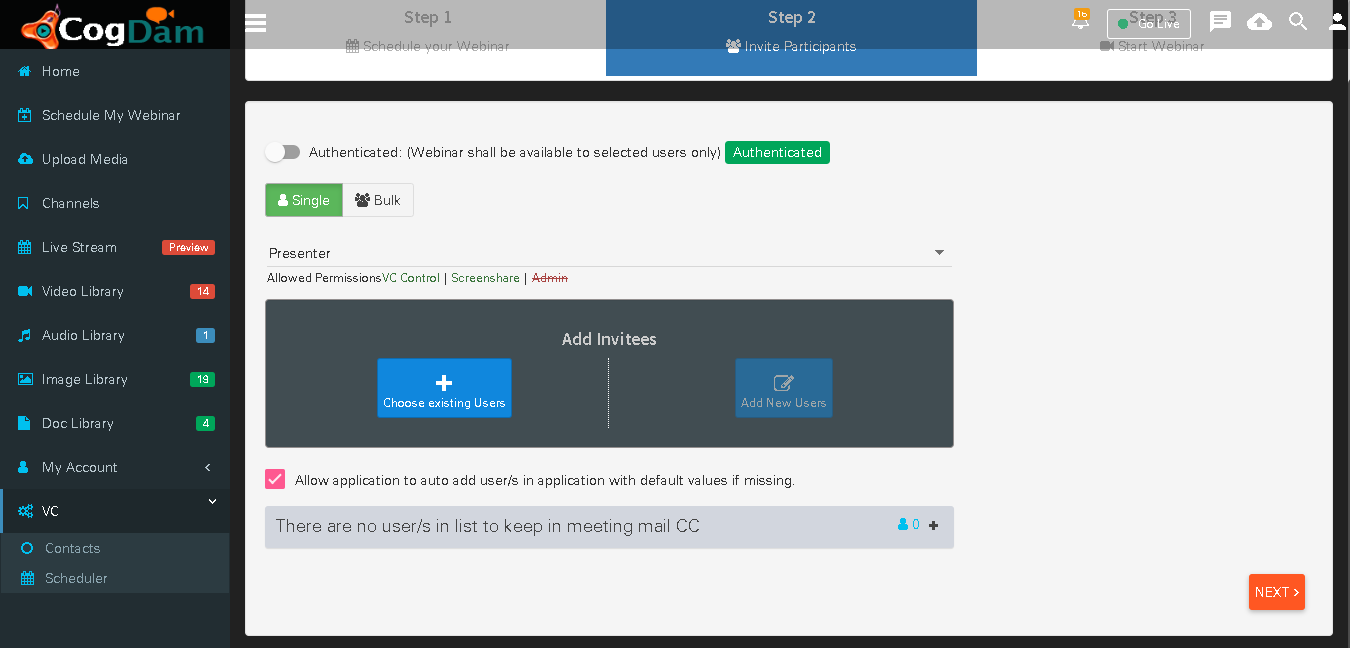 CogDam
Step 1
Step 2
Step 3
16
Go Live
Schedule your Webinar
Invite Participants
Start Webinar
Home
Schedule My Webinar
Upload Media
Channels
Live Stream
Preview
Video Library
14
Audio Library
1
Image Library
19
Doc Library
4
My Account
VC
Contacts
Scheduler
Authenticated: (Webinar shall be available to selected users only) Authenticated
Single
Bulk
Presenter
Allowed PermissionsVC Control | Screenshare | Admin
Add Invitees
Choose existing Users
Add New Users
Allow application to auto add user/s in application with default values if missing.
There are no user/s in list to keep in meeting mail CC
0
NEXT